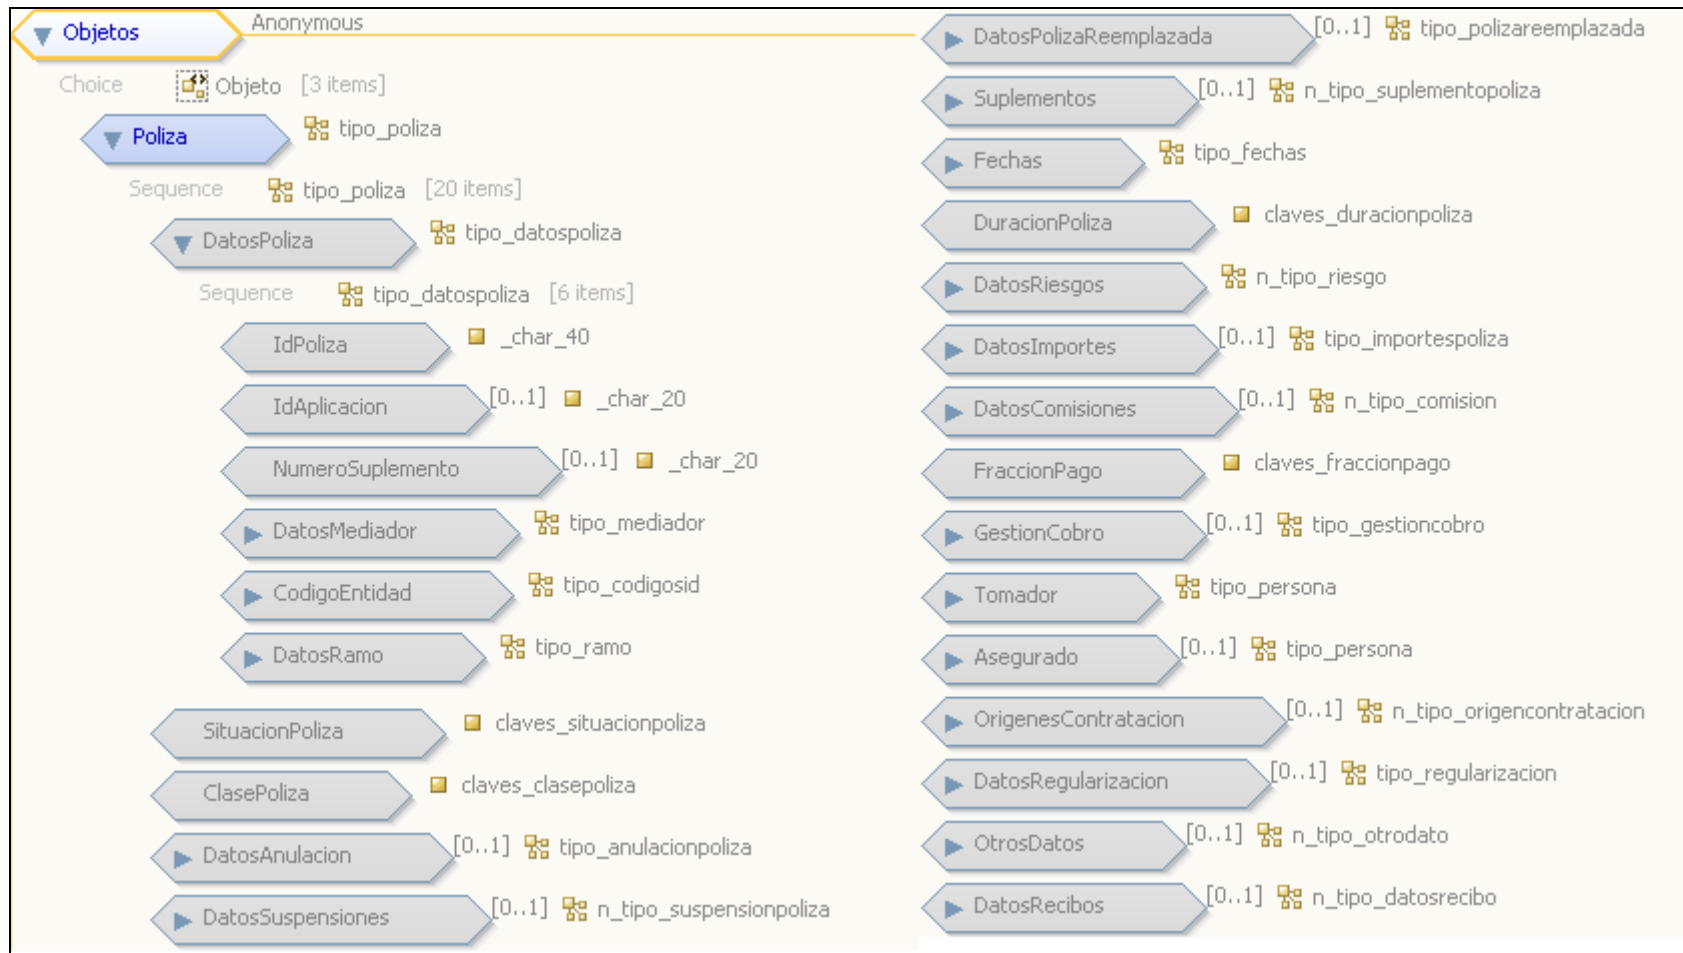 Objetos Anonymous
Choice Objeto [3 items]
Poliza tipo_poliza
Sequence tipo_poliza [20 items]
DatosPoliza tipo_datospoliza
Sequence tipo_datospoliza [6 items]
IdPoliza _char_40
IdAplicacion [0..1] _char_20
NumeroSuplemento [0..1] _char_20
DatosMediador tipo_mediador
CodigoEntidad tipo_codigosid
DatosRamo tipo_ramo
SituacionPoliza claves_situacionpoliza
ClasePoliza claves_clasepoliza
DatosAnulacion [0..1] tipo_anulacionpoliza
DatosSuspensiones [0..1] n_tipo_suspensionpoliza
DatosPolizaReemplazada [0..1] tipo_polizareemplazada
Suplementos [0..1] n_tipo_suplementopoliza
Fechas tipo_fechas
DuracionPoliza claves_duracionpoliza
DatosRiesgos n_tipo_riesgo
DatosImportes [0..1] tipo_importespoliza
DatosComisiones [0..1] n_tipo_comision
FraccionPago claves_fraccionpago
GestionCobro [0..1] tipo_gestioncobro
Tomador tipo_persona
Asegurado [0..1] tipo_persona
OrigenesContratacion [0..1] n_tipo_origencontratacion
DatosRegularizacion [0..1] tipo_regularizacion
OtrosDatos [0..1] n_tipo_otrodato
DatosRecibos [0..1] n_tipo_datosrecibo